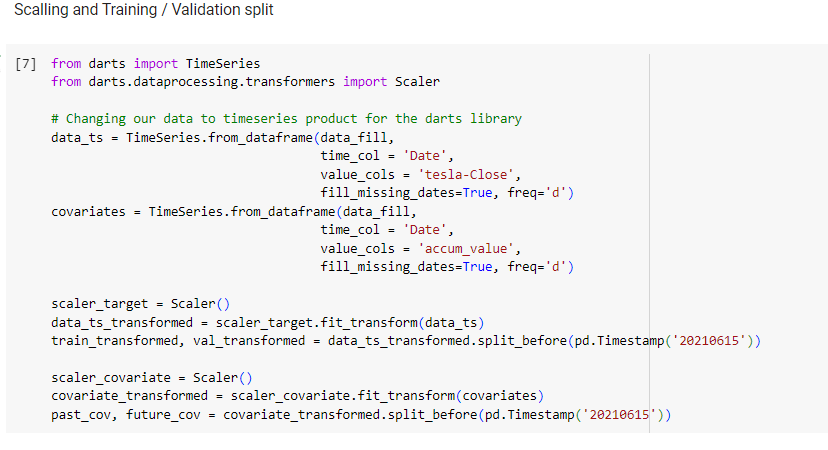 Scalling and Training / Validation split
[7] from darts import TimeSeries
from darts.dataprocessing.transformers import Scaler
# Changing our data to timeseries product for the darts library
data_ts = TimeSeries.from_dataframe(data_fill,
time_col = 'Date',
value_cols = 'tesla-Close',
fill_missing_dates=True, freq='d')
covariates = TimeSeries.from_dataframe(data_fill,
time_col = 'Date',
value_cols = 'accum_value',
fill_missing_dates=True, freq='d')
scaler_target = Scaler()
data_ts_transformed = scaler_target.fit_transform(data_ts)
train_transformed, val_transformed = data_ts_transformed.split_before(pd.Timestamp('20210615'))
scaler_covariate = Scaler()
covariate_transformed = scaler_covariate.fit_transform(covariates)
past_cov, future_cov = covariate_transformed.split_before(pd.Timestamp('20210615'))